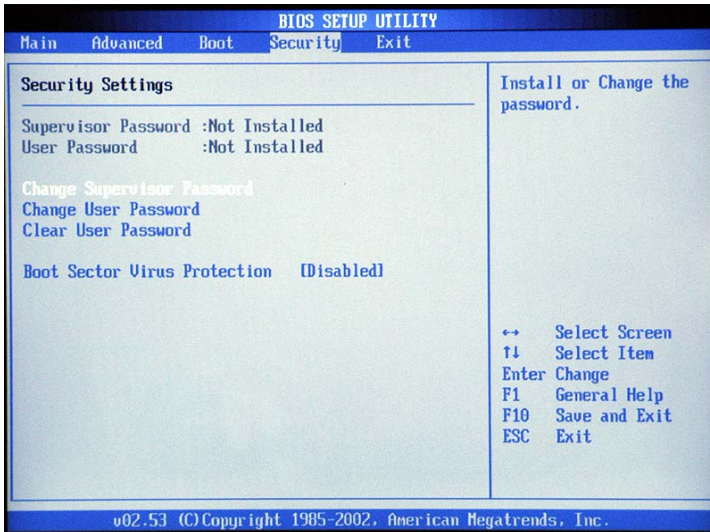 BIOS SETUP UTILITY
Main Advanced Boot Security Exit
Security Settings
Supervisor Password :Not Installed
User Password :Not Installed
Change Supervisor Password
Change User Password
Clear User Password
Boot Sector Virus Protection [Disabled]
Install or Change the
password.
↔ Select Screen
↑↓ Select Item
Enter Change
F1 General Help
F10 Save and Exit
ESC Exit
v02.53 (C)Copyright 1985-2002, American Megatrends, Inc.